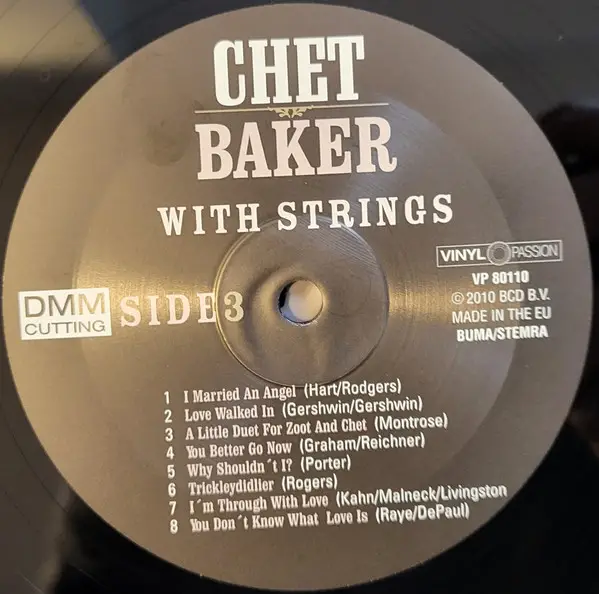 CHET
BAKER
WITH STRINGS
VINYL PASSION
VP 80110
© 2010 BCD B.V.
MADE IN THE EU
BUMA/STEMRA
DMM
CUTTING
SIDE 3
1 I Married An Angel (Hart/Rodgers)
2 Love Walked In (Gershwin/Gershwin)
3 A Little Duet For Zoot And Chet (Montrose)
4 You Better Go Now (Graham/Reichner)
5 Why Shouldn´t I? (Porter)
6 Trickleydidlier (Rogers)
7 I´m Through With Love (Kahn/Malneck/Livingston
8 You Don´t Know What Love Is (Raye/DePaul)